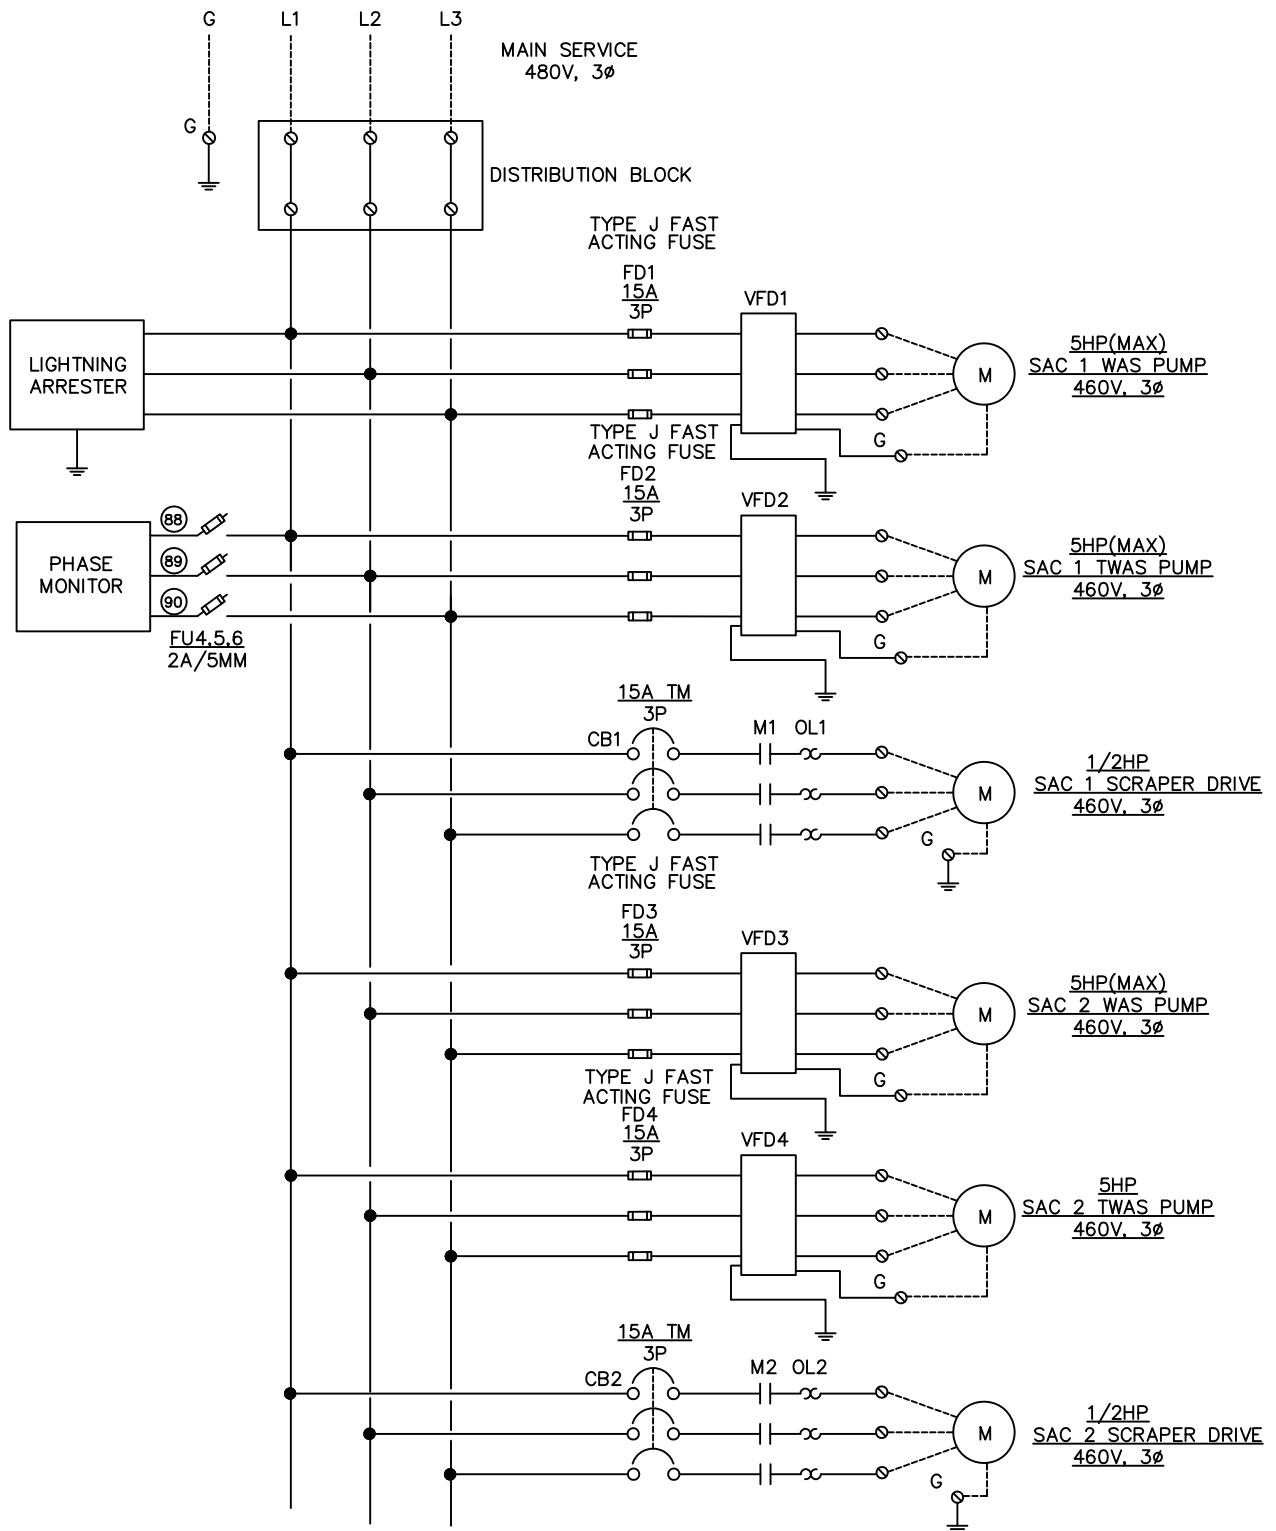 G L1 L2 L3
MAIN SERVICE
480V, 3ø
G
DISTRIBUTION BLOCK
TYPE J FAST
ACTING FUSE
FD1
15A
3P
VFD1
LIGHTNING
ARRESTER
M
5HP(MAX)
SAC 1 WAS PUMP
460V, 3ø
G
TYPE J FAST
ACTING FUSE
FD2
15A
3P
VFD2
88
89
90
PHASE
MONITOR
FU4,5,6
2A/5MM
M
5HP(MAX)
SAC 1 TWAS PUMP
460V, 3ø
G
15A TM
3P
CB1
M1 OL1
M
1/2HP
SAC 1 SCRAPER DRIVE
460V, 3ø
G
TYPE J FAST
ACTING FUSE
FD3
15A
3P
VFD3
M
5HP(MAX)
SAC 2 WAS PUMP
460V, 3ø
G
TYPE J FAST
ACTING FUSE
FD4
15A
3P
VFD4
M
5HP
SAC 2 TWAS PUMP
460V, 3ø
G
15A TM
3P
CB2
M2 OL2
M
1/2HP
SAC 2 SCRAPER DRIVE
460V, 3ø
G